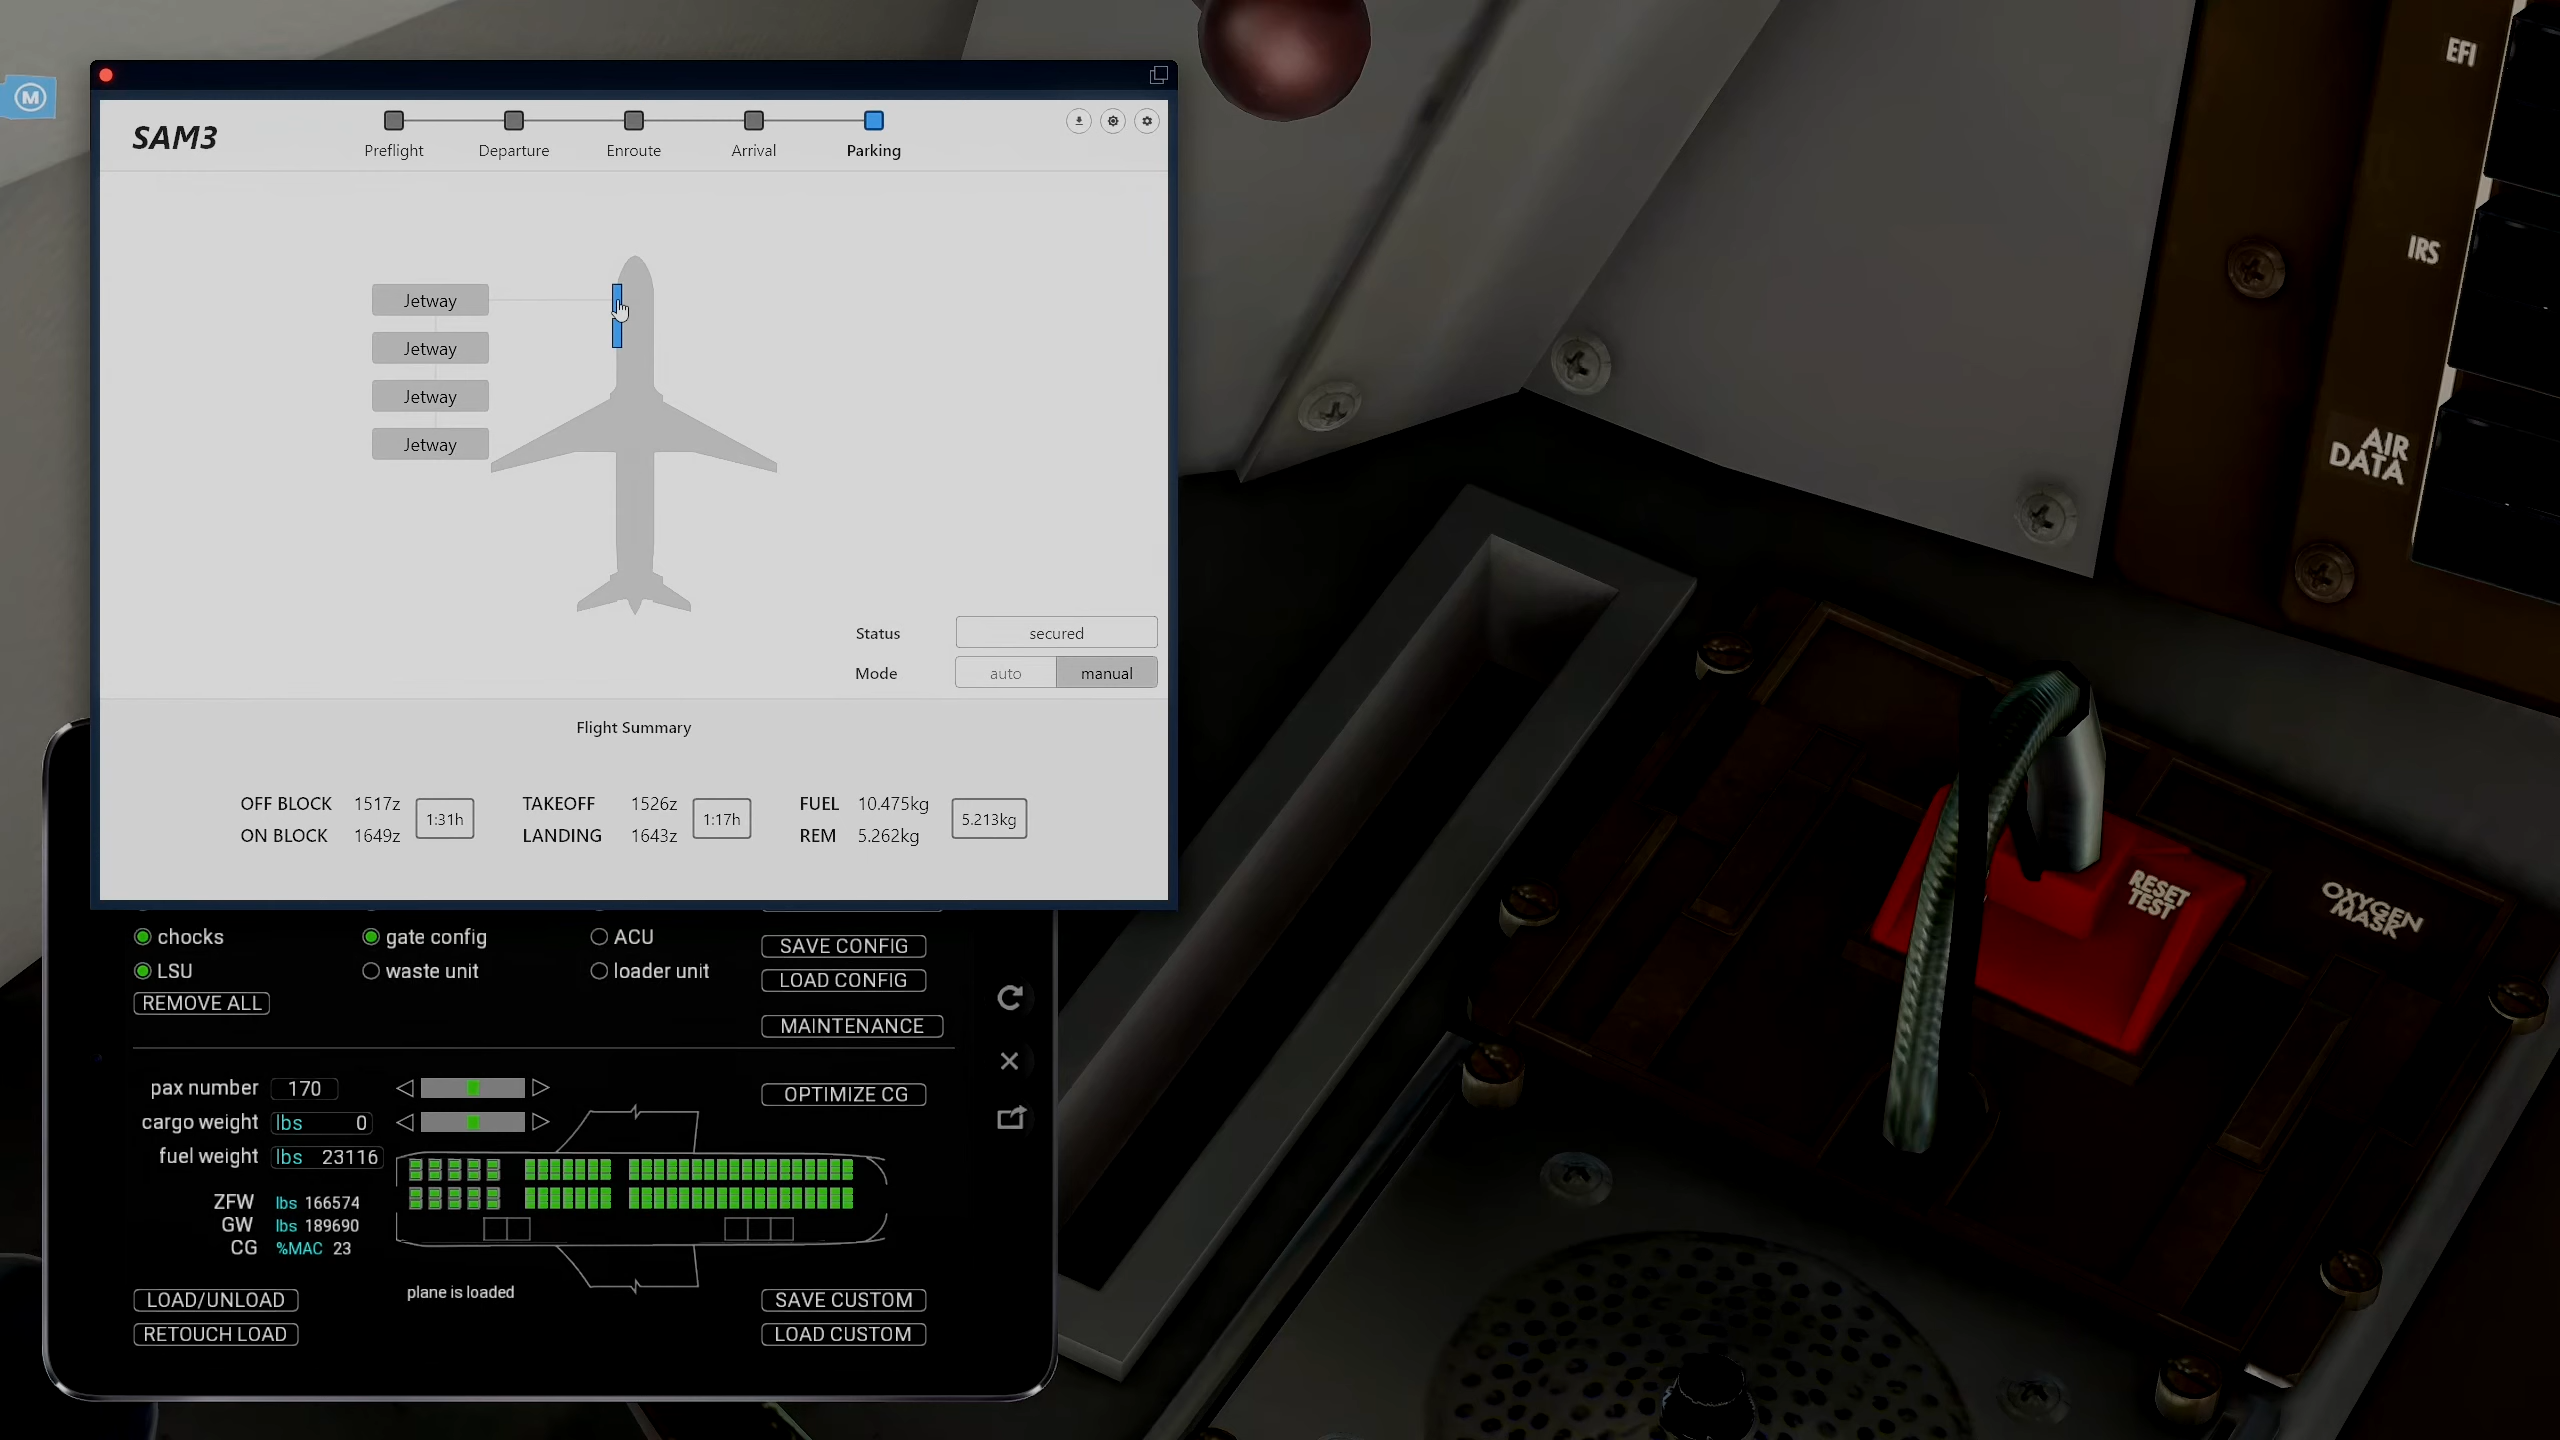 M
SAM3
Preflight
Departure
Enroute
Arrival
Parking
Jetway
Jetway
Jetway
Jetway
Status
secured
Mode
auto
manual
Flight Summary
OFF BLOCK 1517z
ON BLOCK 1649z
1:31h
TAKEOFF 1526z
LANDING 1643z
1:17h
FUEL 10.475kg
REM 5.262kg
5.213kg
chocks
gate config
ACU
SAVE CONFIG
LSU
waste unit
loader unit
LOAD CONFIG
REMOVE ALL
MAINTENANCE
pax number 170
OPTIMIZE CG
cargo weight lbs 0
fuel weight lbs 23116
ZFW lbs 166574
GW lbs 189690
CG %MAC 23
plane is loaded
LOAD/UNLOAD
SAVE CUSTOM
RETOUCH LOAD
LOAD CUSTOM
EFI
IRS
AIR
DATA
RESET
TEST
OXYGEN
MASK